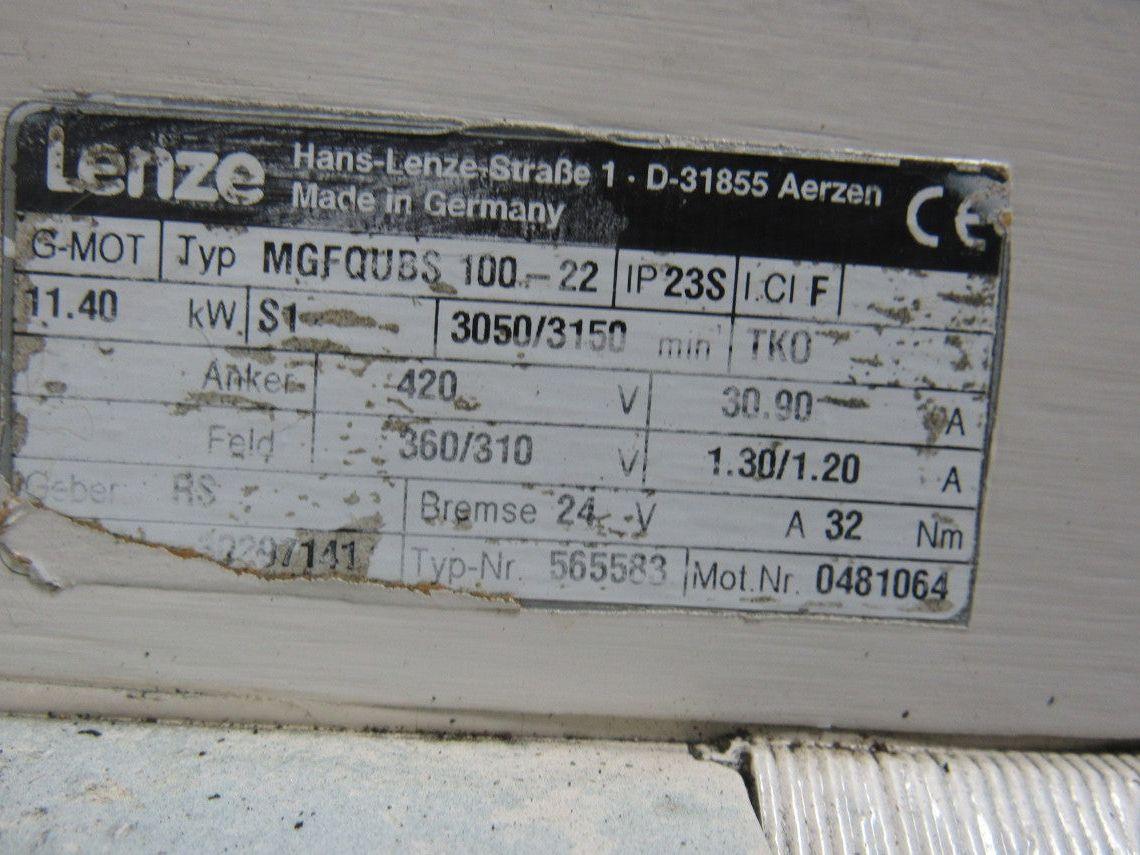 Lenze Hans-Lenze-Straße 1 · D-31855 Aerzen CE
Made in Germany
G-MOT Typ MGFQUBS 100-22 IP 23S I.Cl F
11.40 kW S1 3050/3150 min TKO
Anker 420 V 30.90 A
Feld 360/310 V 1.30/1.20 A
Geber RS Bremse 24 V A 32 Nm
Typ-Nr. 565583 Mot.Nr. 0481064